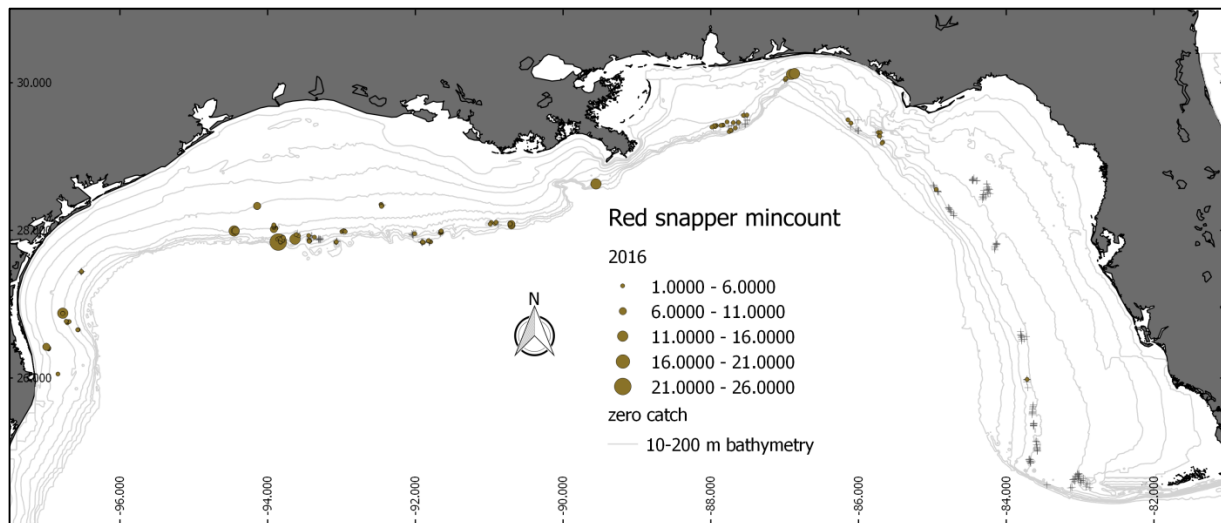 30.000
28.000
26.000
Red snapper mincount
2016
1.0000 - 6.0000
6.0000 - 11.0000
11.0000 - 16.0000
16.0000 - 21.0000
21.0000 - 26.0000
zero catch
10-200 m bathymetry
N
-96.000
-94.000
-92.000
-90.000
-88.000
-86.000
-84.000
-82.000